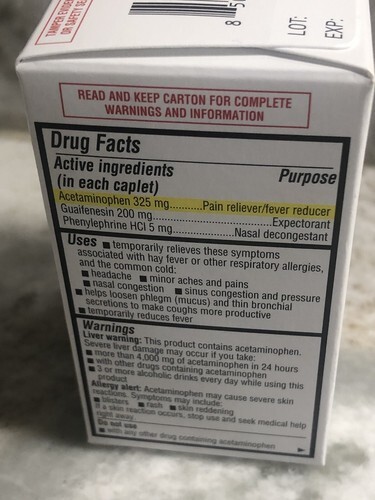 TAMPER EVIDENT
OR SAFETY SE
8 5
LOT:
EXP:
READ AND KEEP CARTON FOR COMPLETE
WARNINGS AND INFORMATION
Drug Facts
Active ingredients
(in each caplet) Purpose
Acetaminophen 325 mg..........Pain reliever/fever reducer
Guaifenesin 200 mg..............................Expectorant
Phenylephrine HCl 5 mg...............Nasal decongestant
Uses ■ temporarily relieves these symptoms
associated with hay fever or other respiratory allergies,
and the common cold:
■ headache ■ minor aches and pains
■ nasal congestion ■ sinus congestion and pressure
■ helps loosen phlegm (mucus) and thin bronchial
secretions to make coughs more productive
■ temporarily reduces fever
Warnings
Liver warning: This product contains acetaminophen.
Severe liver damage may occur if you take:
■ more than 4,000 mg of acetaminophen in 24 hours
■ with other drugs containing acetaminophen
■ 3 or more alcoholic drinks every day while using this
product
Allergy alert: Acetaminophen may cause severe skin
reactions. Symptoms may include:
■ blisters ■ rash ■ skin reddening
If a skin reaction occurs, stop use and seek medical help
right away.
Do not use
■ with any other drug containing acetaminophen